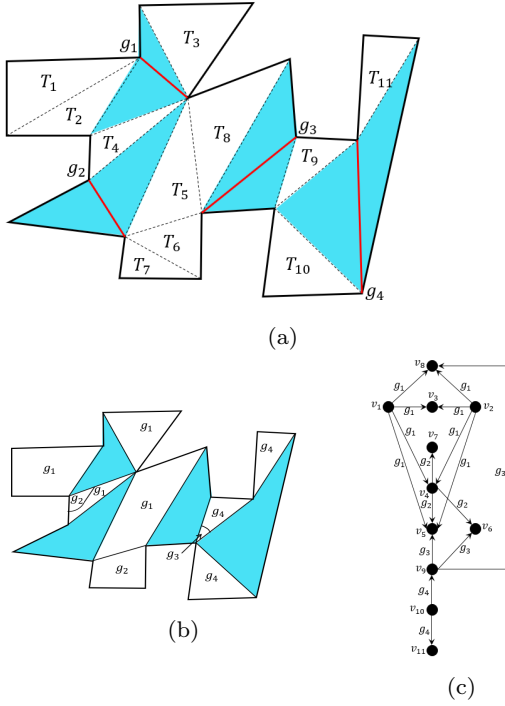 g₁
T₃
T₁
T₁₁
T₂
T₈
g₃
T₄
T₉
g₂
T₅
T₆
T₇
T₁₀
g₄
(a)
v₈
g₁ g₁
v₁ g₁ v₃ g₁ v₂
g₁
g₁ g₁
g₄
v₇
g₁ g₁
g₁
g₂
g₃
g₂ g₁
g₁
v₄
g₂
g₂
g₄
v₅ v₆
g₃
g₃
g₃
g₂
v₉
g₄
g₄
v₁₀
(b)
g₄
v₁₁
(c)